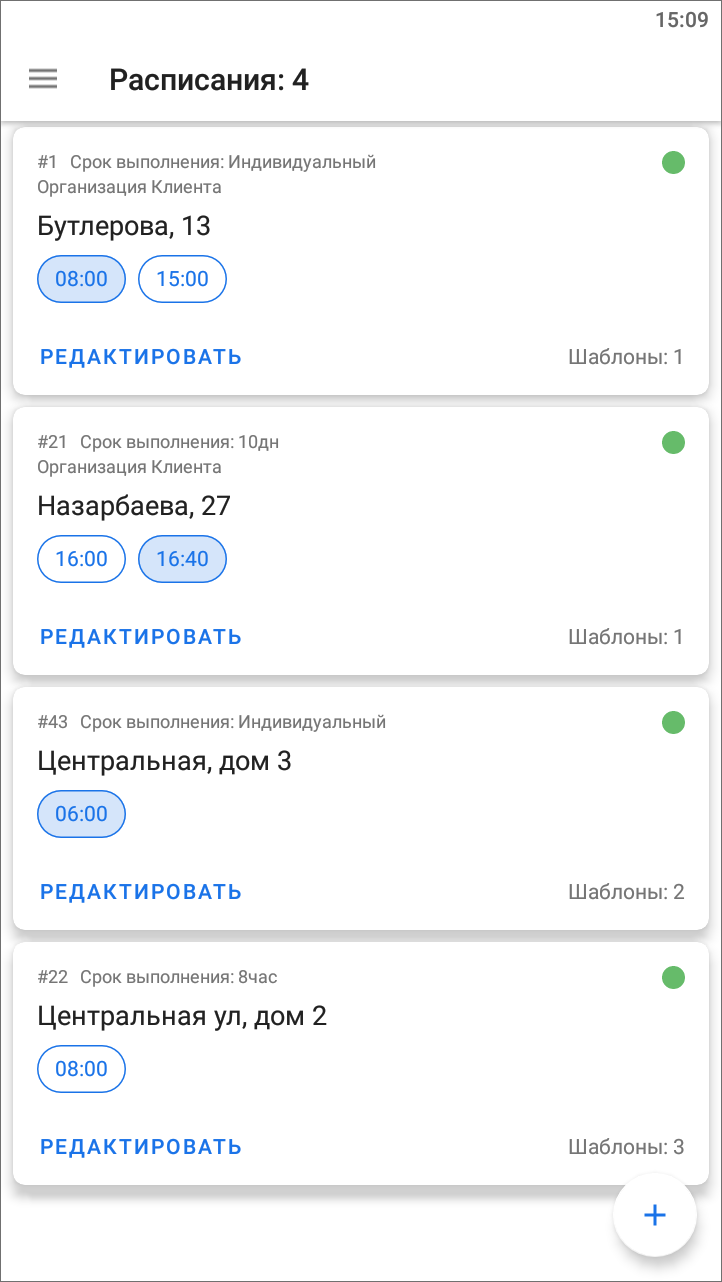 15:09
Расписания: 4
#1 Срок выполнения: Индивидуальный
Организация Клиента
Бутлерова, 13
08:00 15:00
РЕДАКТИРОВАТЬ Шаблоны: 1
#21 Срок выполнения: 10дн
Организация Клиента
Назарбаева, 27
16:00 16:40
РЕДАКТИРОВАТЬ Шаблоны: 1
#43 Срок выполнения: Индивидуальный
Центральная, дом 3
06:00
РЕДАКТИРОВАТЬ Шаблоны: 2
#22 Срок выполнения: 8час
Центральная ул, дом 2
08:00
РЕДАКТИРОВАТЬ Шаблоны: 3
+